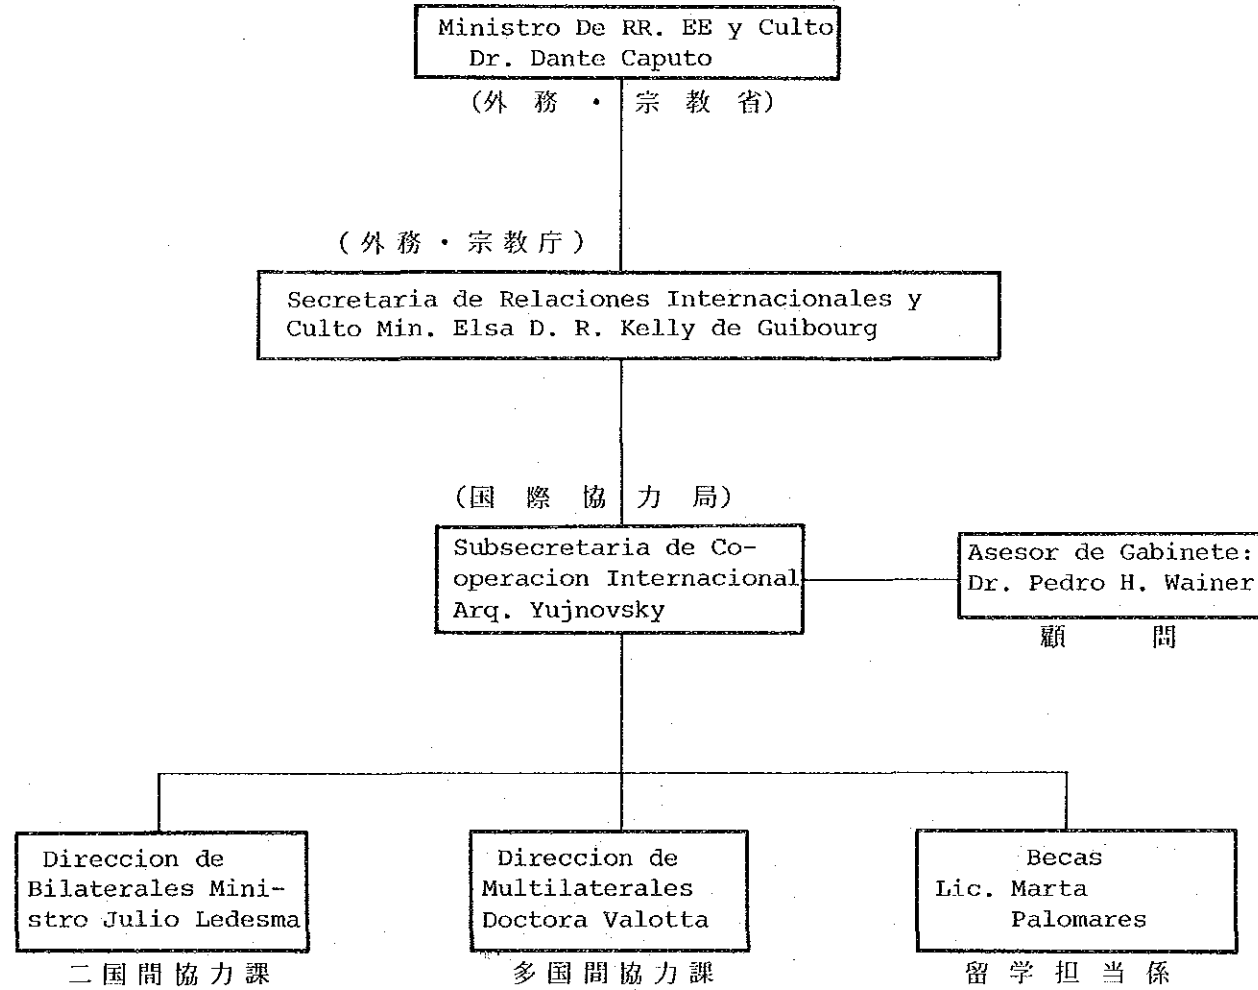 Ministro De RR. EE y Culto
Dr. Dante Caputo
(外務・宗教省)
(外務・宗教庁)
Secretaria de Relaciones Internacionales y
Culto Min. Elsa D. R. Kelly de Guibourg
(国際協力局)
Subsecretaria de Co-
operacion Internacional
Arq. Yujnovsky
Asesor de Gabinete:
Dr. Pedro H. Wainer
顧問
Direccion de
Bilaterales Mini-
stro Julio Ledesma
二国間協力課
Direccion de
Multilaterales
Doctora Valotta
多国間協力課
Becas
Lic. Marta
Palomares
留学担当係